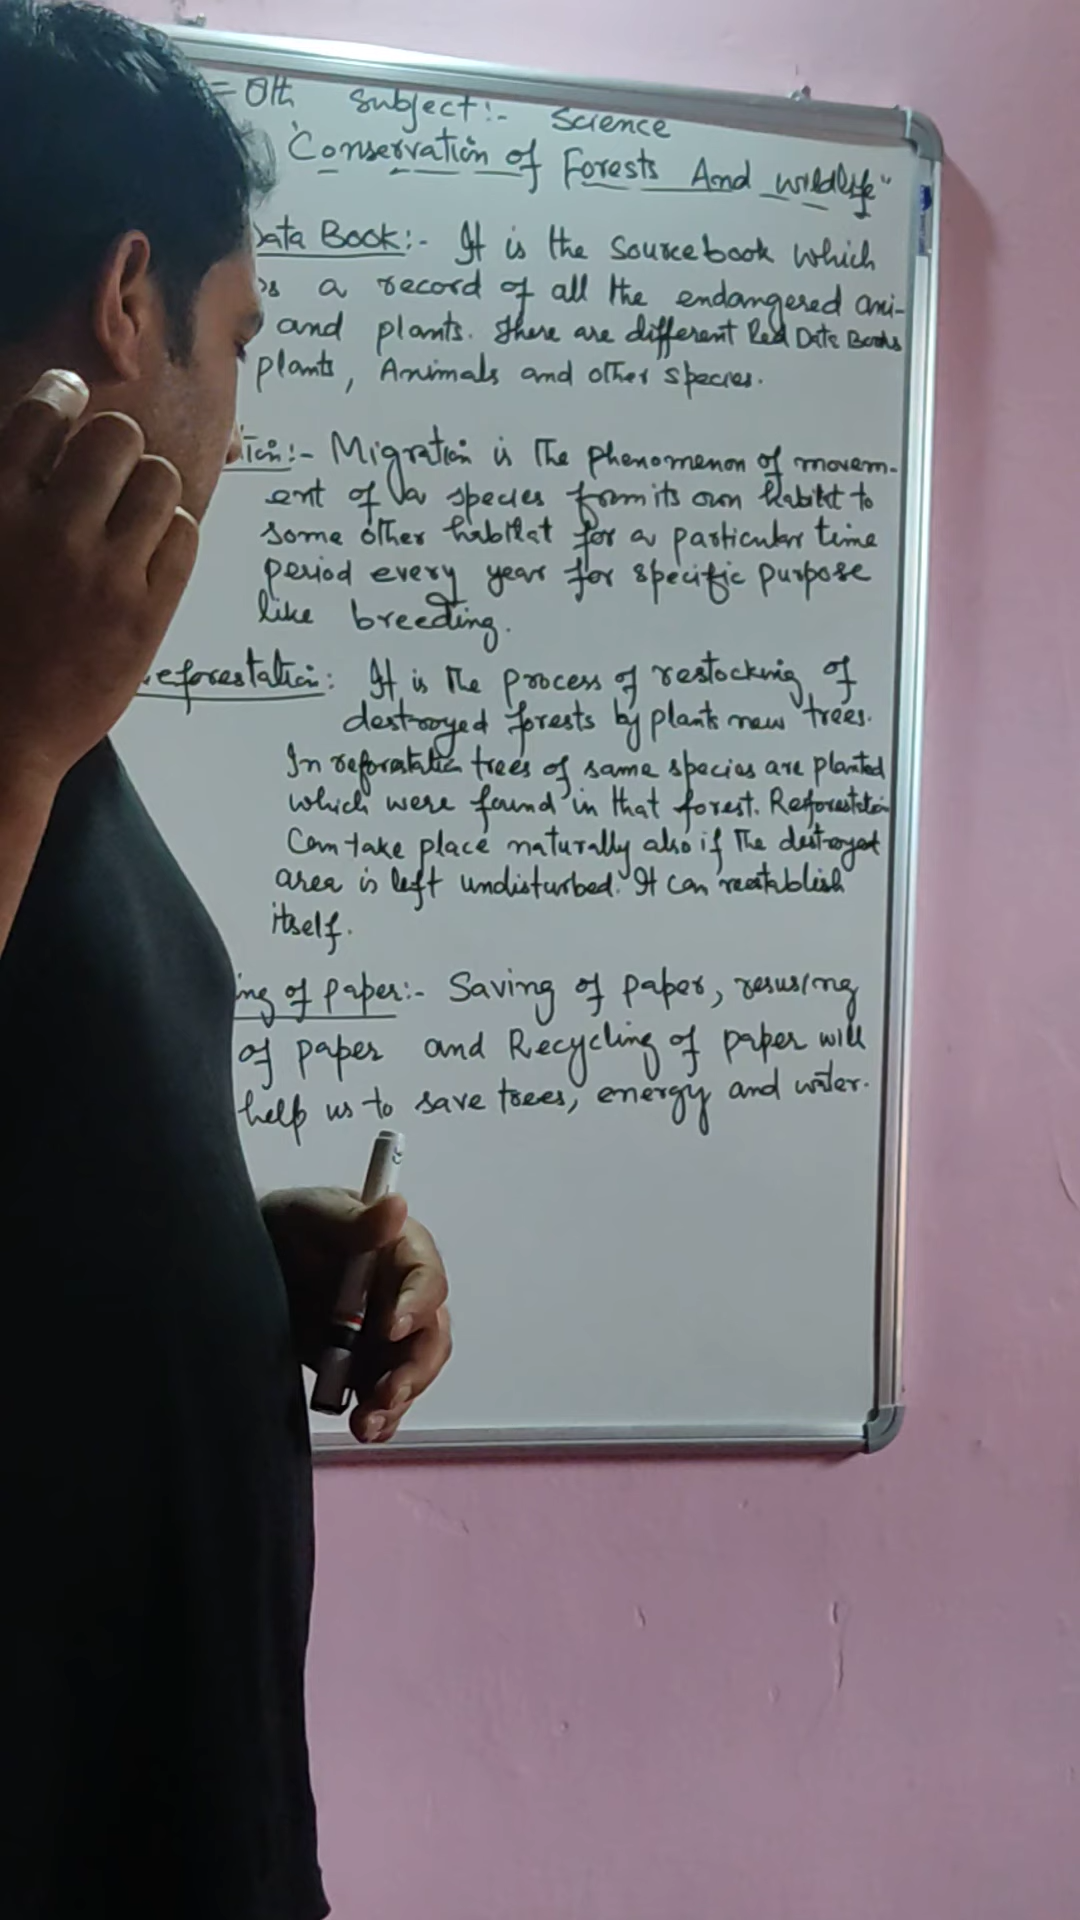 = 8th Subject:- Science
"Conservation of Forests And wildlife"
Data Book:- It is the Sourcebook which
a record of all the endangered ani-
and plants. There are different Red Data Books
plants, Animals and other species.
tion:- Migration is The phenomenon of movem-
ent of a species from its own habitat to
some other habitat for a particular time
period every year for specific purpose
like breeding.
eforestation: It is The process of restocking of
destroyed forests by plants new trees.
In reforestation trees of same species are planted
which were found in that forest. Reforestation
Can take place naturally also if The destroyed
area is left undisturbed. It can reestablish
itself.
ing of paper:- Saving of paper, resusing
of paper and Recycling of paper will
help us to save trees, energy and water.